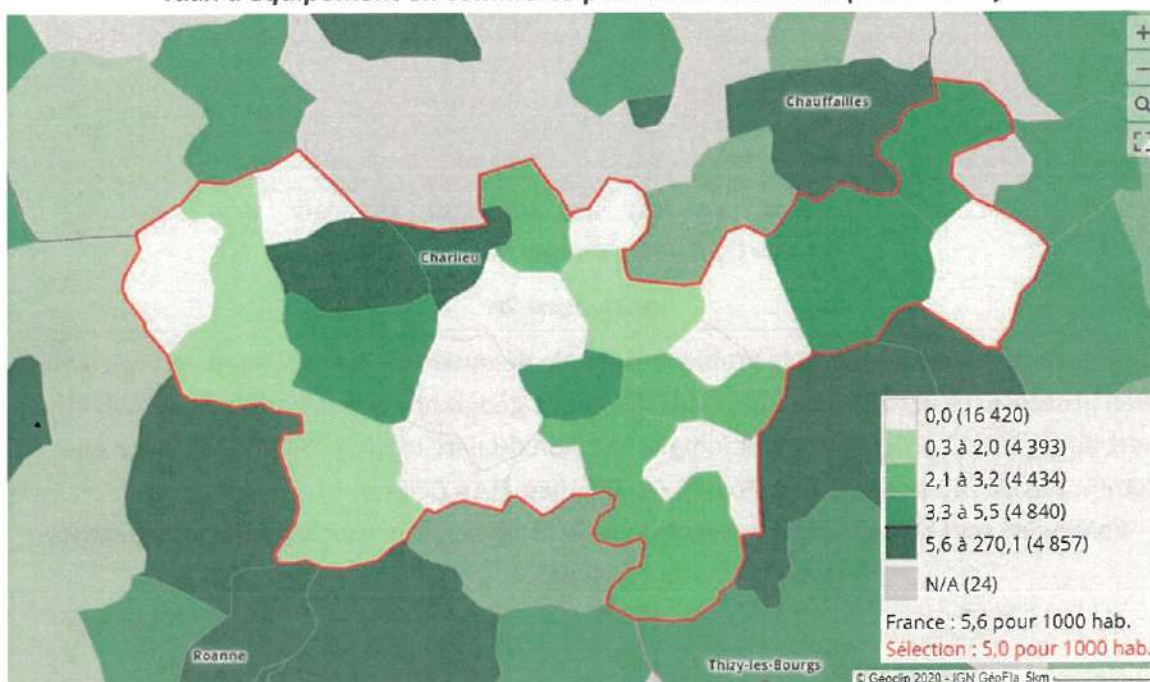 Chauffailles
Charlieu
Roanne
Thizy-les-Bourgs
0,0 (16 420)
0,3 à 2,0 (4 393)
2,1 à 3,2 (4 434)
3,3 à 5,5 (4 840)
5,6 à 270,1 (4 857)
N/A (24)
France : 5,6 pour 1000 hab.
Sélection : 5,0 pour 1000 hab.
© Géoclip 2020 - IGN GéoFla 5km